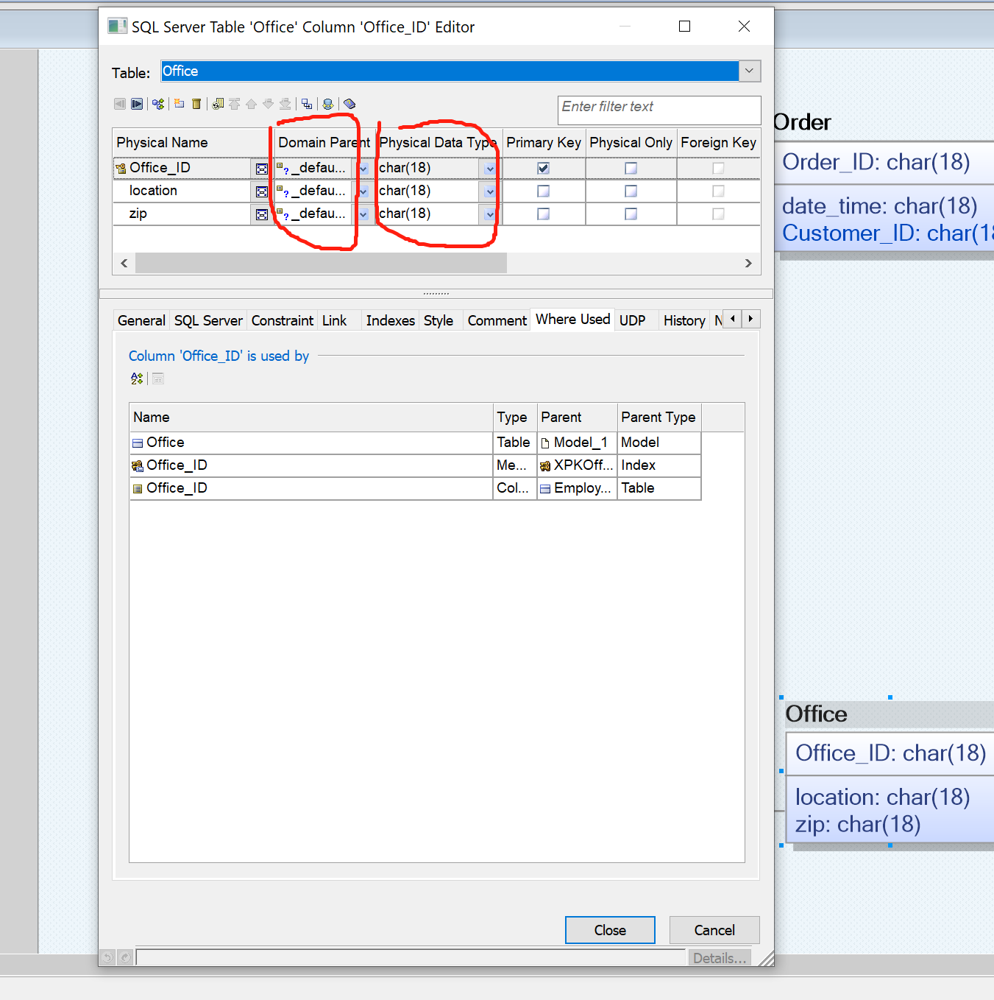 SQL Server Table 'Office' Column 'Office_ID' Editor
Table: Office
Enter filter text
Physical Name Domain Parent Physical Data Type Primary Key Physical Only Foreign Key
Office_ID _defau... char(18)
location _defau... char(18)
zip _defau... char(18)
General SQL Server Constraint Link Indexes Style Comment Where Used UDP History
Column 'Office_ID' is used by
Name Type Parent Parent Type
Office Table Model_1 Model
Office_ID Me... XPKOff... Index
Office_ID Col... Employ... Table
Close Cancel
Details...
Order
Order_ID: char(18)
date_time: char(18)
Customer_ID: char(18
Office
Office_ID: char(18)
location: char(18)
zip: char(18)